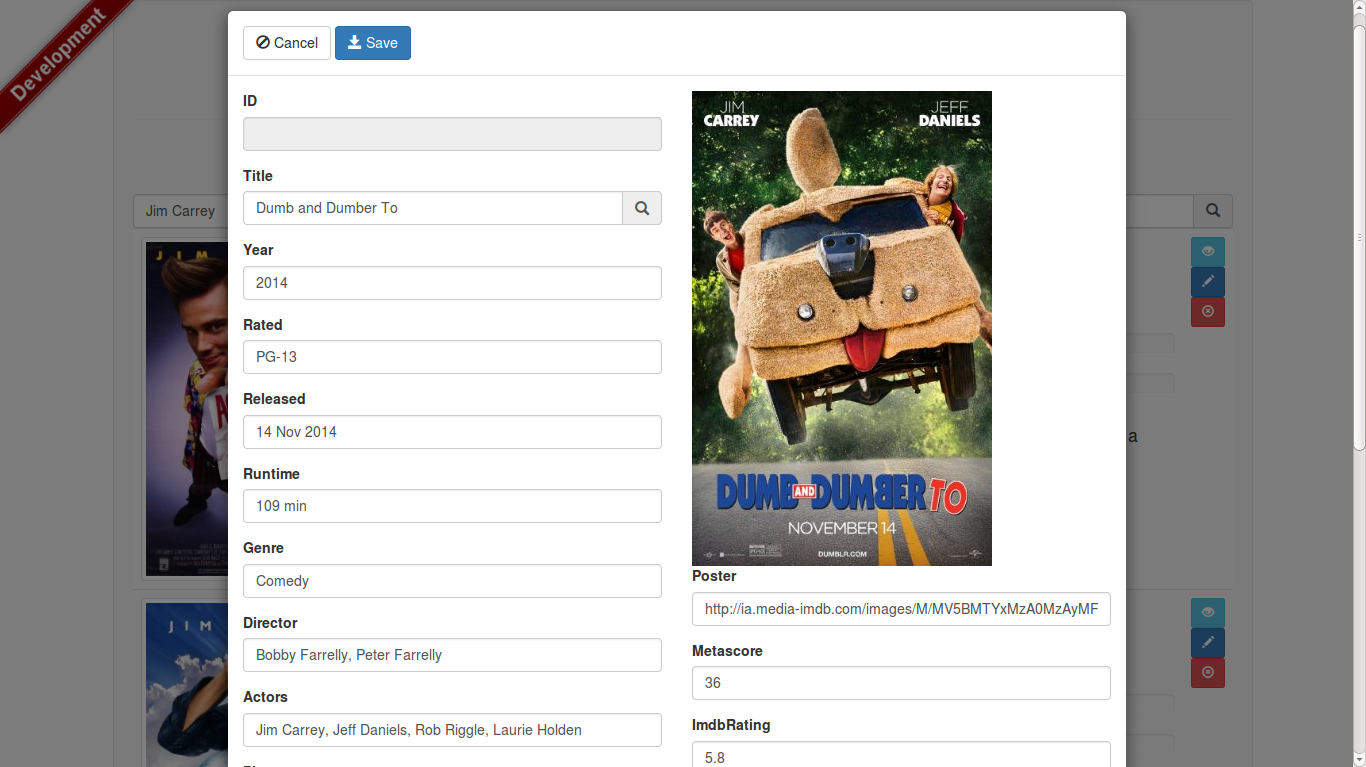 Development
Cancel
Save
ID
Title
Dumb and Dumber To
Year
2014
Rated
PG-13
Released
14 Nov 2014
Runtime
109 min
Genre
Comedy
Director
Bobby Farrelly, Peter Farrelly
Actors
Jim Carrey, Jeff Daniels, Rob Riggle, Laurie Holden
JIM CARREY
JEFF DANIELS
DUMB AND DUMBER TO
NOVEMBER 14
DUMBLR.COM
Poster
http://ia.media-imdb.com/images/M/MV5BMTYxMzA0MzAyMF
Metascore
36
ImdbRating
5.8
Jim Carrey
J I M
J I M
a